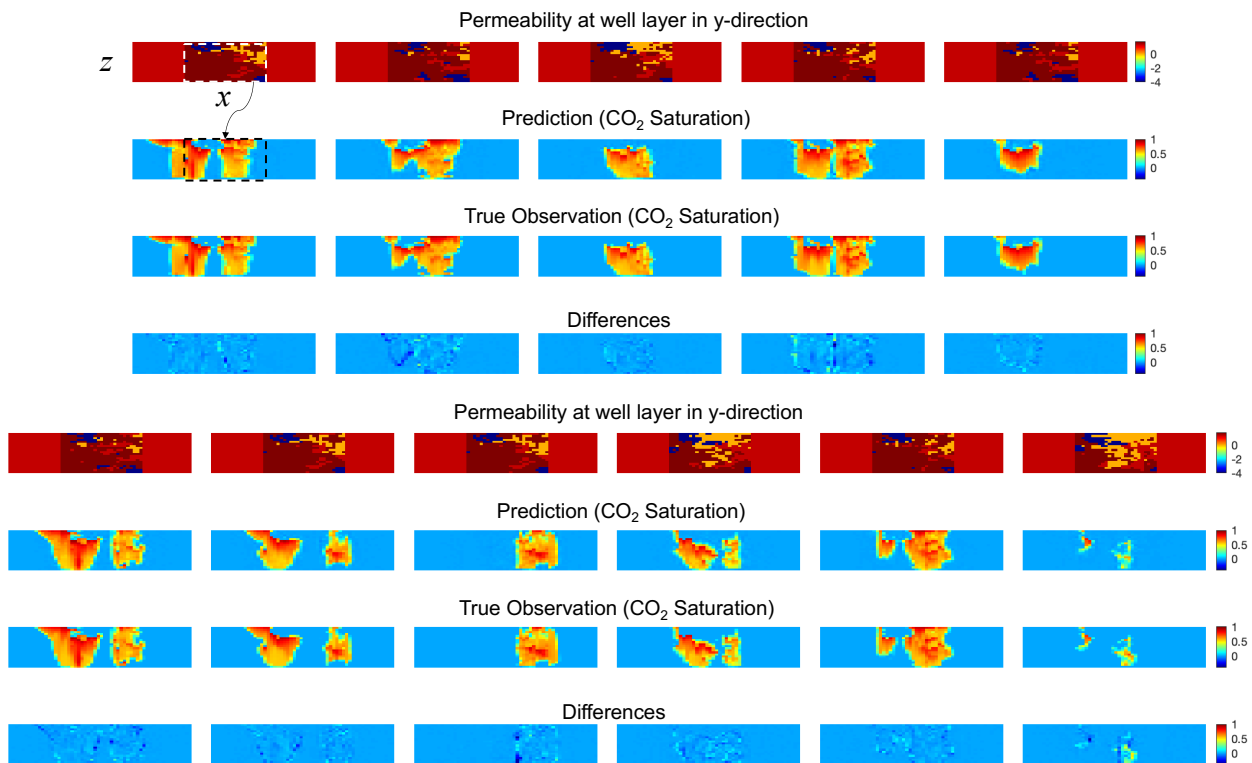 Permeability at well layer in y-direction
z
0
-2
-4
x
Prediction (CO₂ Saturation)
1
0.5
0
True Observation (CO₂ Saturation)
1
0.5
0
Differences
1
0.5
0
Permeability at well layer in y-direction
2
0
-2
-4
Prediction (CO₂ Saturation)
1
0.5
0
True Observation (CO₂ Saturation)
1
0.5
0
Differences
1
0.5
0